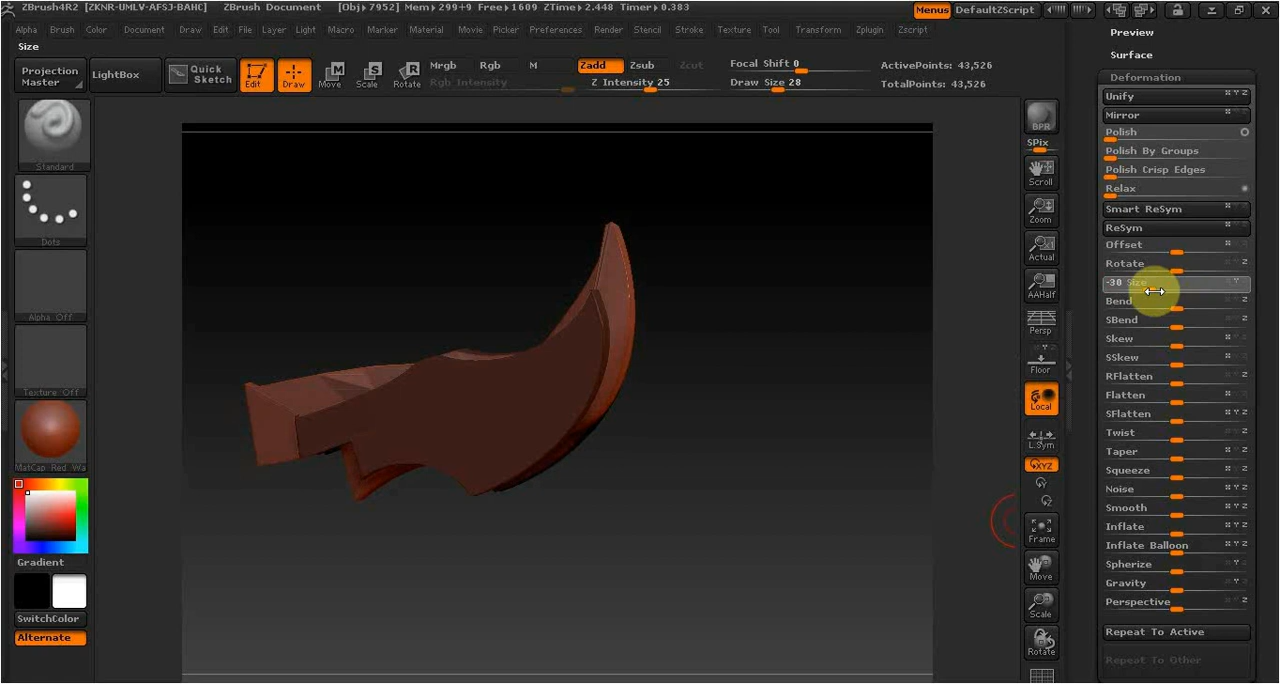 ZBrush4R2 [ZKNR-UMLV-AFSJ-BAHC] ZBrush Document [Obj▸7952] Mem▸299+9 Free▸1609 ZTime▸2.448 Timer▸0.383
Menus DefaultZScript
Alpha Brush Color Document Draw Edit File Layer Light Macro Marker Material Movie Picker Preferences Render Stencil Stroke Texture Tool Transform Zplugin Zscript
Size
Projection
Master
LightBox
Quick
Sketch
Edit
Draw
Move
Scale
Rotate
Mrgb Rgb M
Rgb Intensity
Zadd Zsub Zcut
Z Intensity 25
Focal Shift 0
Draw Size 28
ActivePoints: 43,526
TotalPoints: 43,526
Standard
Dots
Alpha Off
Texture Off
MatCap Red Wa
Gradient
SwitchColor
Alternate
BPR
SPix
Scroll
Zoom
Actual
AAHalf
Persp
Floor
Local
L.Sym
XYZ
Y
Z
Frame
Move
Scale
Rotate
Preview
Surface
Deformation
Unify X Y Z
Mirror X
Polish
Polish By Groups
Polish Crisp Edges
Relax
Smart ReSym X
ReSym X
Offset X
Rotate Z
-30 Size Y
Bend Z
SBend Z
Skew X
SSkew X
RFlatten Z
Flatten X
SFlatten X Y Z
Twist Z
Taper Z
Squeeze X Z
Noise X Y Z
Smooth X Y Z
Inflate X Y Z
Inflate Balloon X Y Z
Spherize Y
Gravity Y
Perspective Z
Repeat To Active
Repeat To Other